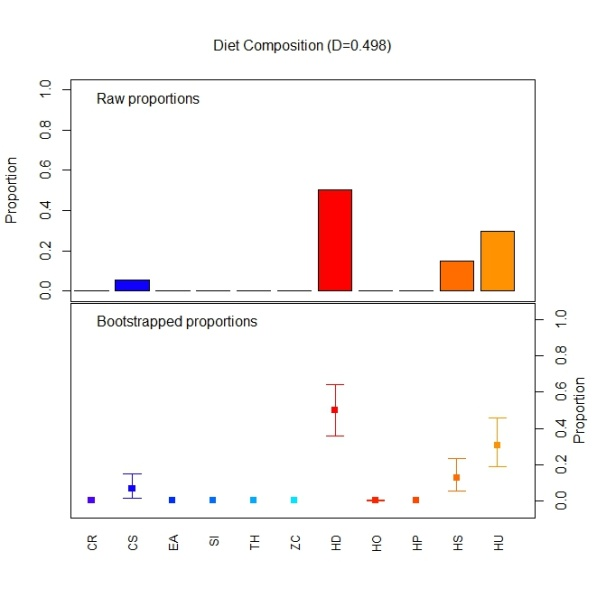 Diet Composition (D=0.498)
Raw proportions
Proportion
1.0
0.8
0.6
0.4
0.2
0.0
Bootstrapped proportions
Proportion
1.0
0.8
0.6
0.4
0.2
0.0
CR CS EA SI TH ZC HD HO HP HS HU